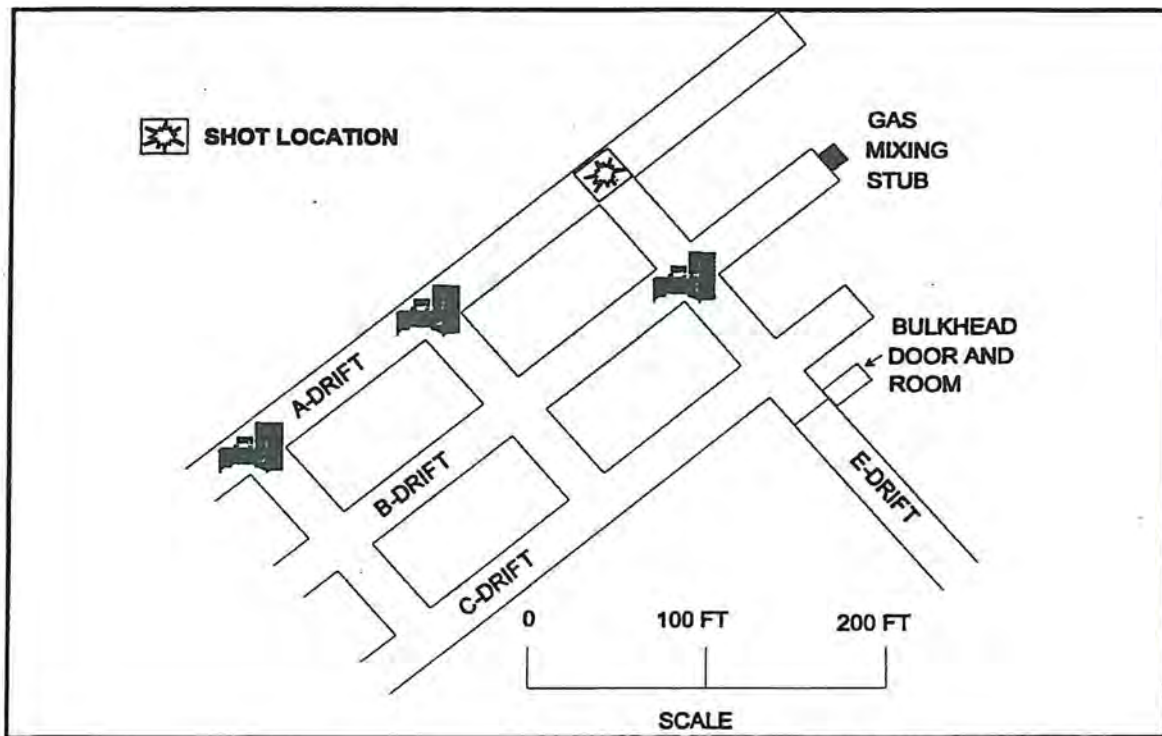 SHOT LOCATION
GAS
MIXING
STUB
BULKHEAD
DOOR AND
ROOM
A-DRIFT
B-DRIFT
C-DRIFT
E-DRIFT
0 100 FT 200 FT
SCALE